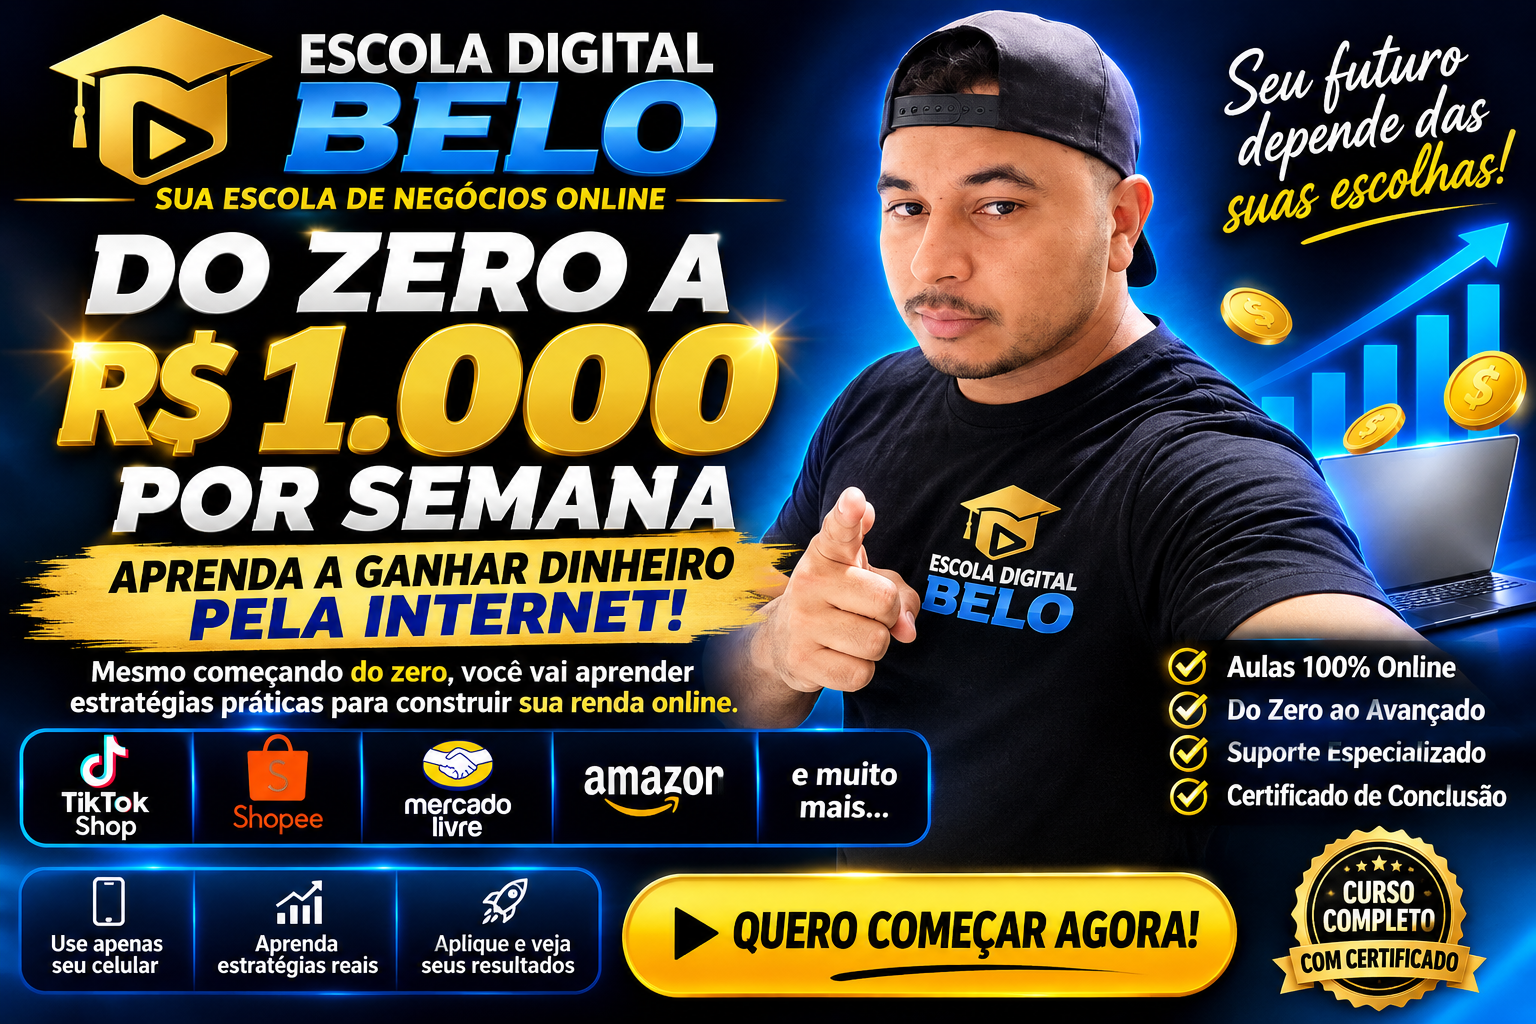 ESCOLA DIGITAL
BELO
SUA ESCOLA DE NEGÓCIOS ONLINE
DO ZERO A
R$ 1.000
POR SEMANA
APRENDA A GANHAR DINHEIRO
PELA INTERNET!
Mesmo começando do zero, você vai aprender
estratégias práticas para construir sua renda online.
TikTok
Shop
S
Shopee
mercado
livre
amazon
e muito
mais...
Use apenas
seu celular
Aprenda
estratégias reais
Aplique e veja
seus resultados
QUERO COMEÇAR AGORA!
Seu futuro
depende das
suas escolhas!
$
$
$
ESCOLA DIGITAL
BELO
Aulas 100% Online
Do Zero ao Avançado
Suporte Especializado
Certificado de Conclusão
CURSO
COMPLETO
COM CERTIFICADO